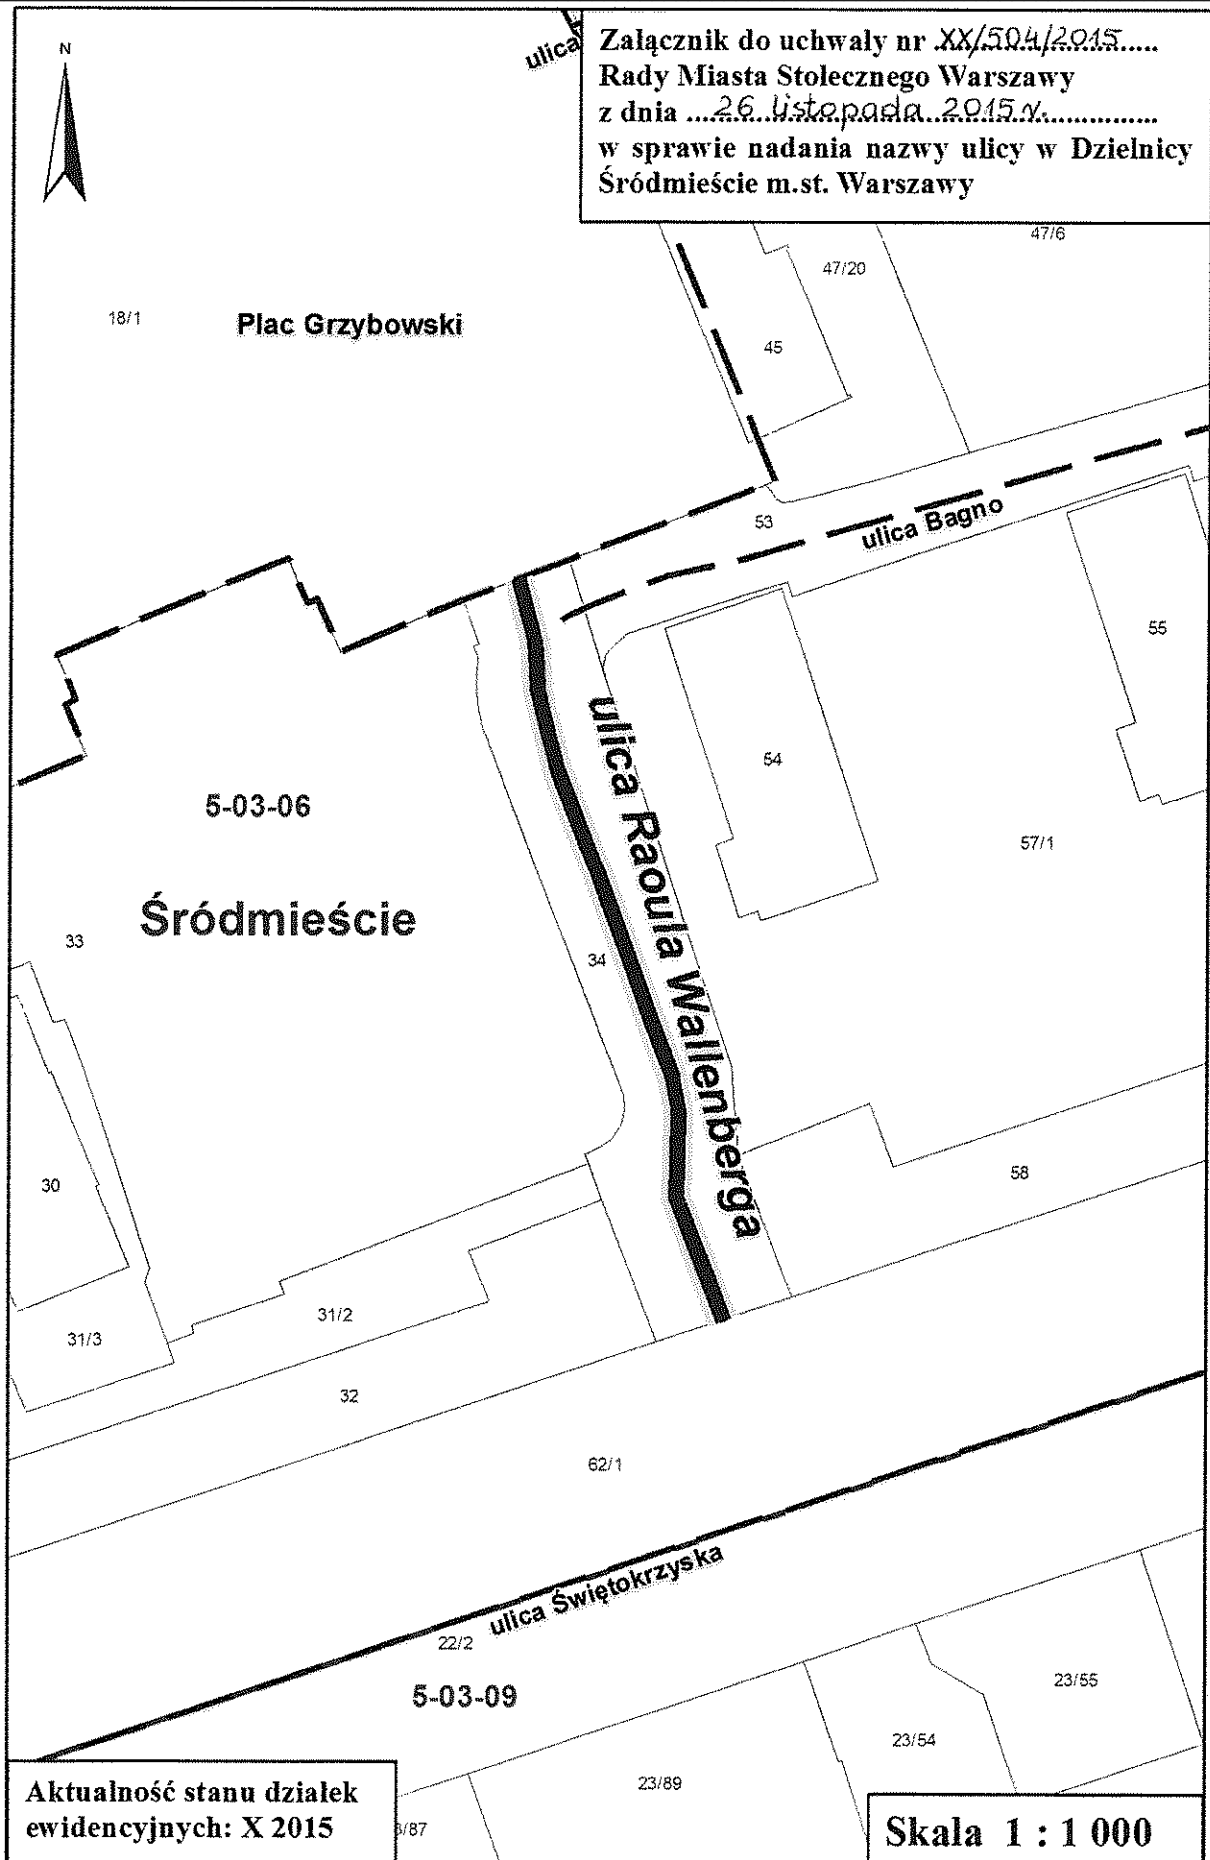 N
ulica
Załącznik do uchwały nr XX/504/2015
Rady Miasta Stołecznego Warszawy
z dnia 26 listopada 2015 r.
w sprawie nadania nazwy ulicy w Dzielnicy
Śródmieście m.st. Warszawy
47/6
47/20
18/1
Plac Grzybowski
45
53
ulica Bagno
55
54
5-03-06
57/1
Śródmieście
33
34
ulica Raoula Wallenberga
30
58
31/2
31/3
32
62/1
ulica Świętokrzyska
22/2
5-03-09
23/55
23/54
23/89
/87
Aktualność stanu działek
ewidencyjnych: X 2015
Skala 1 : 1 000